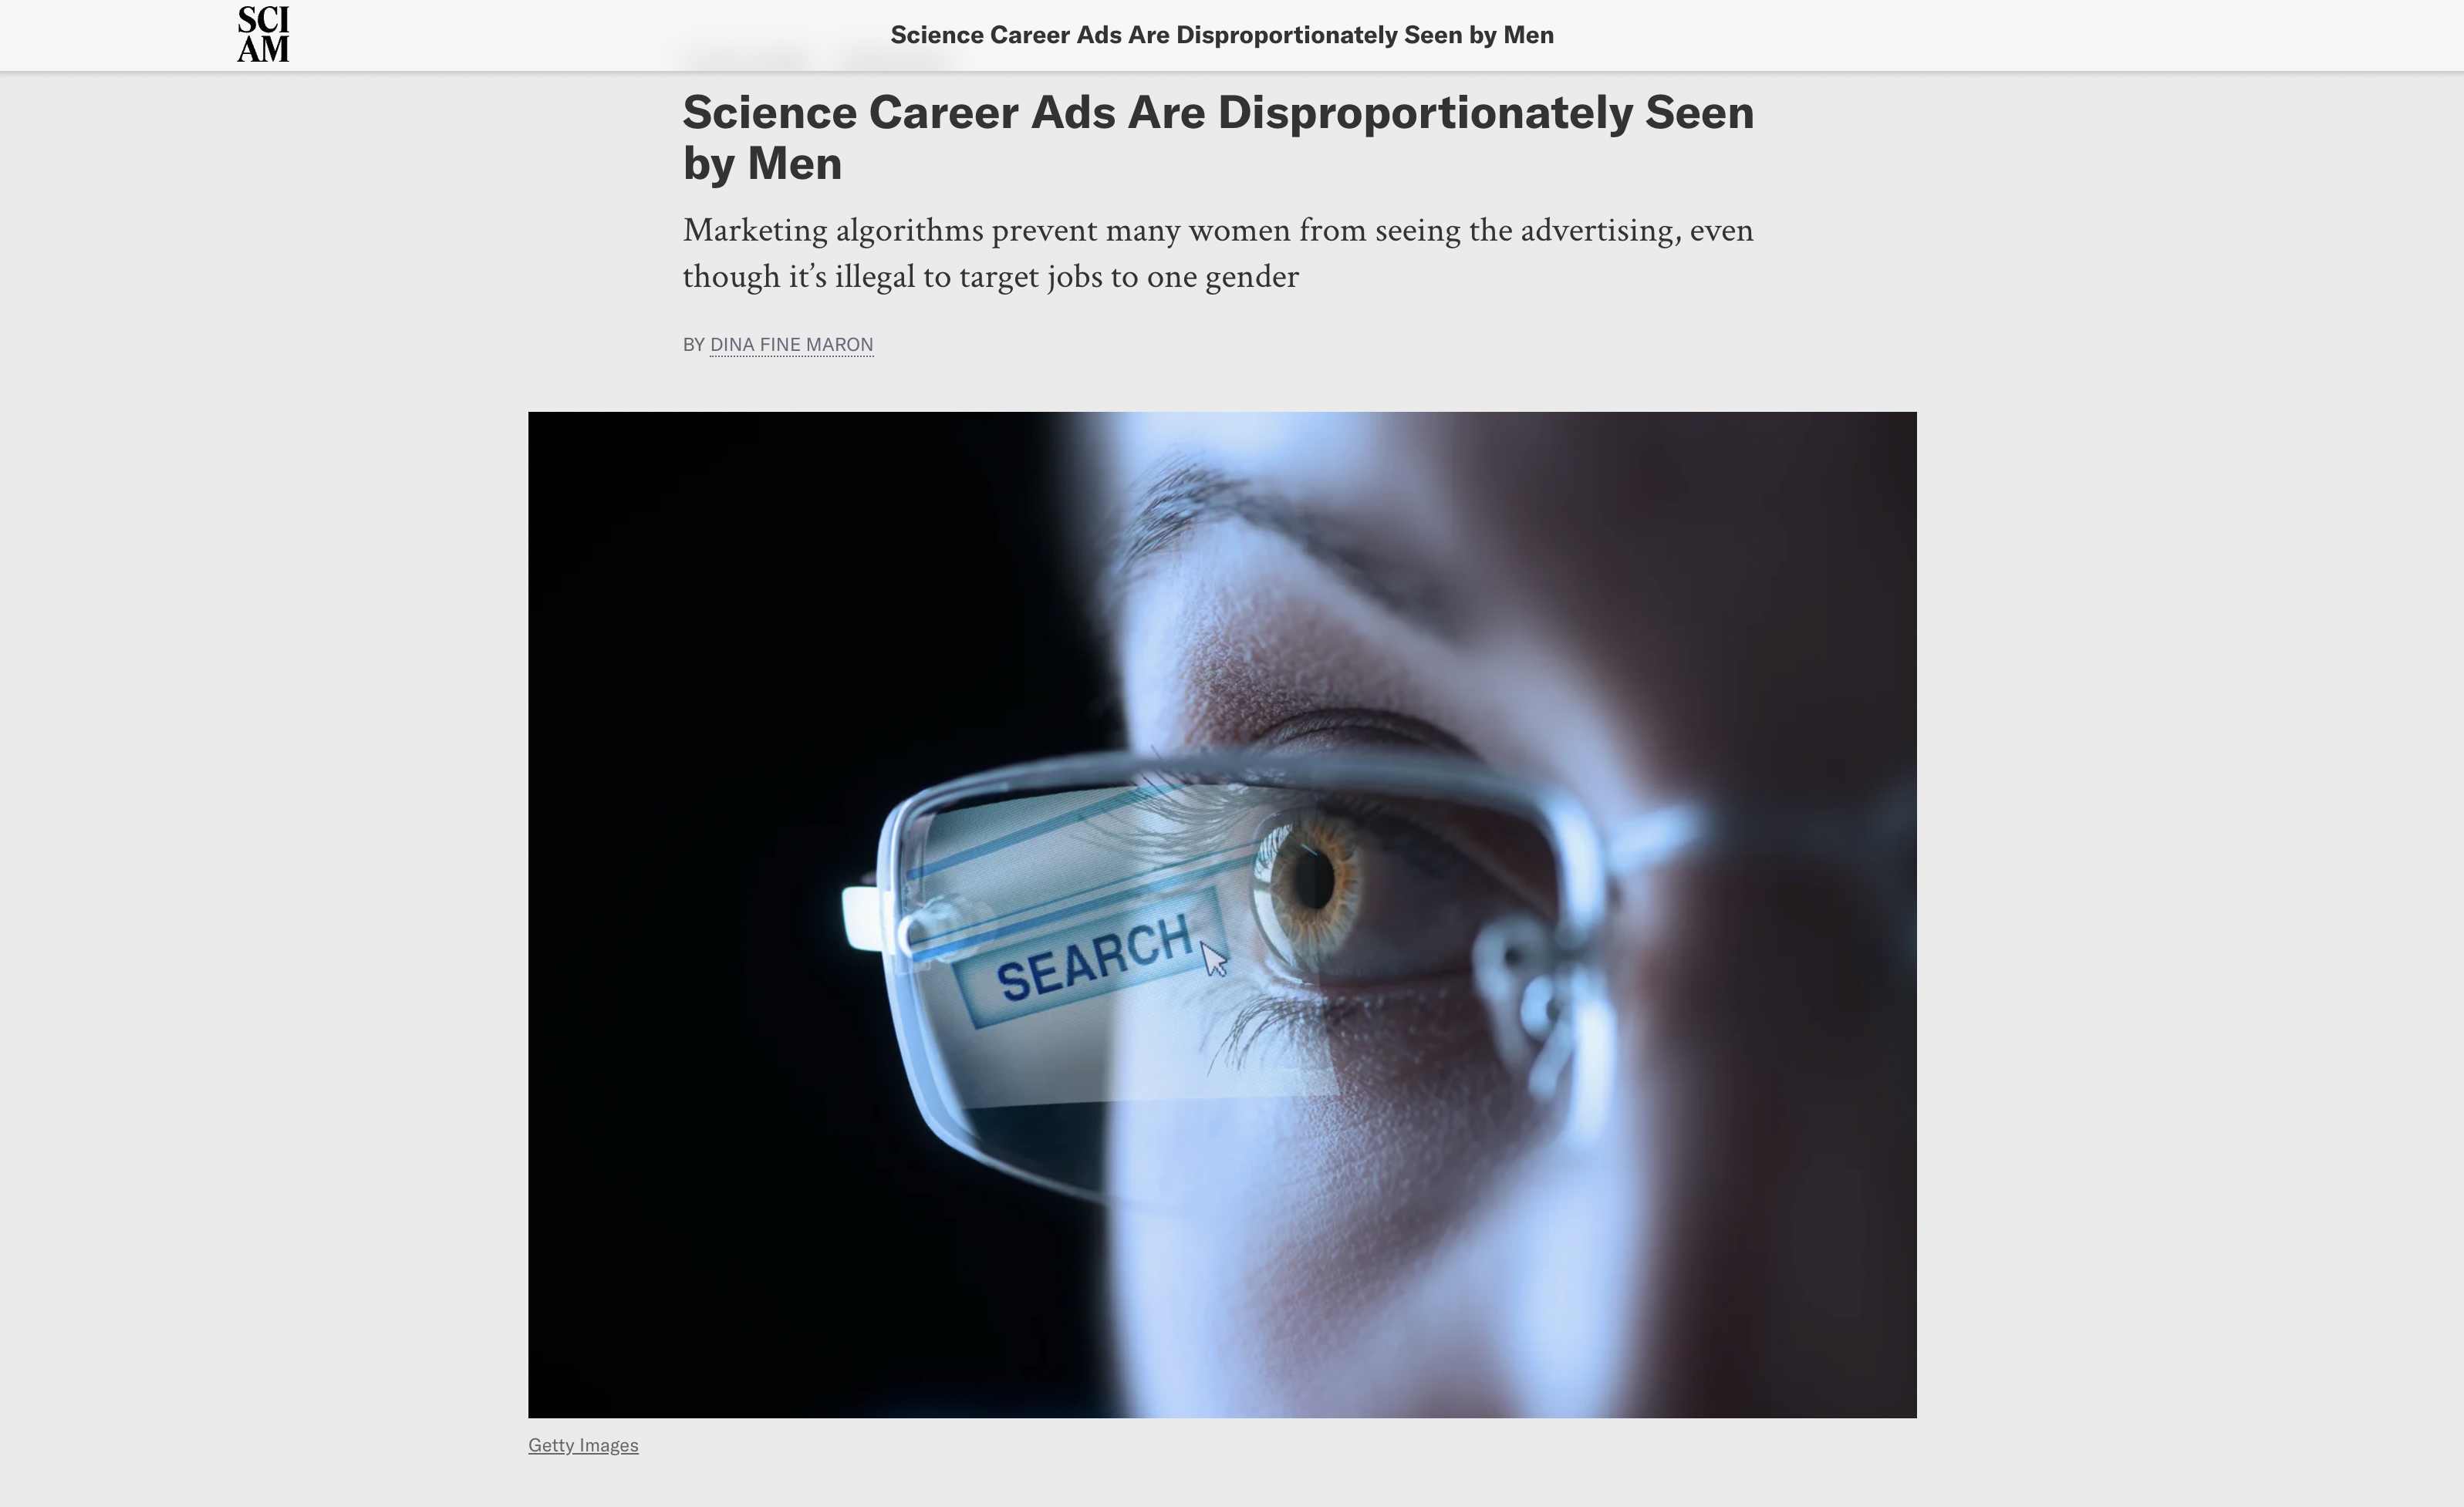 SCI
AM
Science Career Ads Are Disproportionately Seen by Men
Science Career Ads Are Disproportionately Seen
by Men
Marketing algorithms prevent many women from seeing the advertising, even
though it’s illegal to target jobs to one gender
BY DINA FINE MARON
SEARCH
Getty Images